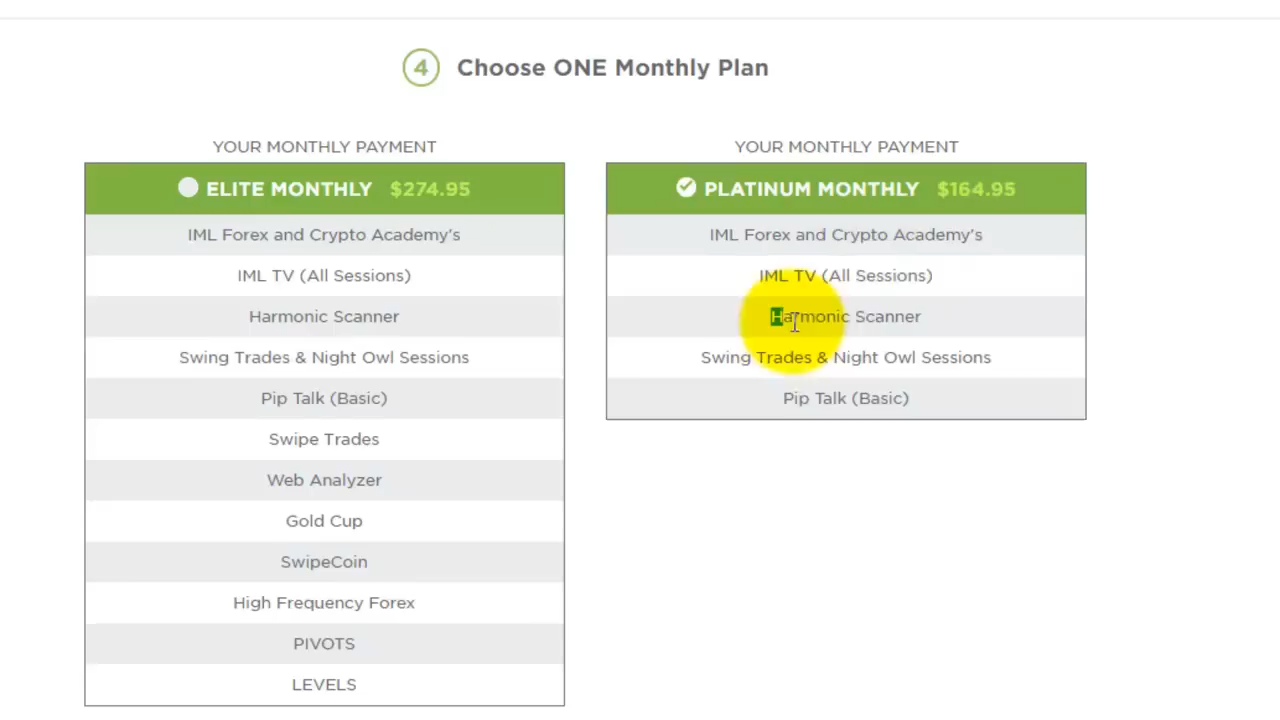 4 Choose ONE Monthly Plan
YOUR MONTHLY PAYMENT
ELITE MONTHLY $274.95
IML Forex and Crypto Academy's
IML TV (All Sessions)
Harmonic Scanner
Swing Trades & Night Owl Sessions
Pip Talk (Basic)
Swipe Trades
Web Analyzer
Gold Cup
SwipeCoin
High Frequency Forex
PIVOTS
LEVELS
YOUR MONTHLY PAYMENT
PLATINUM MONTHLY $164.95
IML Forex and Crypto Academy's
IML TV (All Sessions)
Harmonic Scanner
Swing Trades & Night Owl Sessions
Pip Talk (Basic)